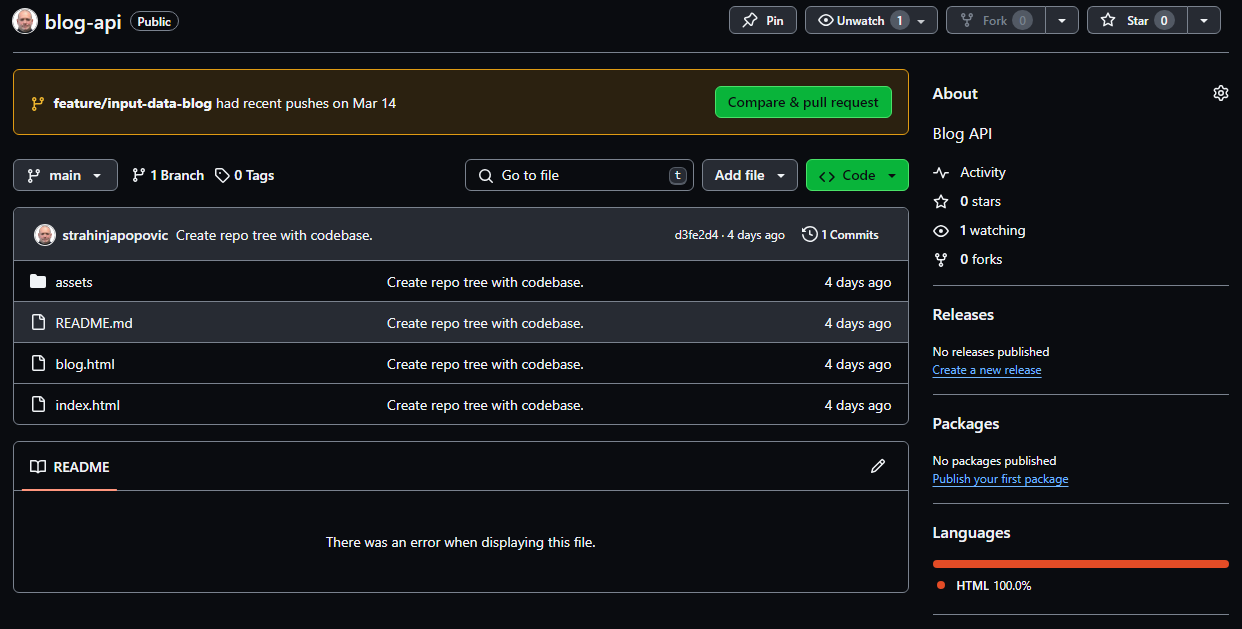 blog-api Public Pin Unwatch 1 Fork 0 Star 0
feature/input-data-blog had recent pushes on Mar 14 Compare & pull request
main 1 Branch 0 Tags Go to file t Add file Code
strahinjapopovic Create repo tree with codebase. d3fe2d4 · 4 days ago 1 Commits
assets Create repo tree with codebase. 4 days ago
README.md Create repo tree with codebase. 4 days ago
blog.html Create repo tree with codebase. 4 days ago
index.html Create repo tree with codebase. 4 days ago
README
There was an error when displaying this file.
About
Blog API
Activity
0 stars
1 watching
0 forks
Releases
No releases published
Create a new release
Packages
No packages published
Publish your first package
Languages
HTML 100.0%